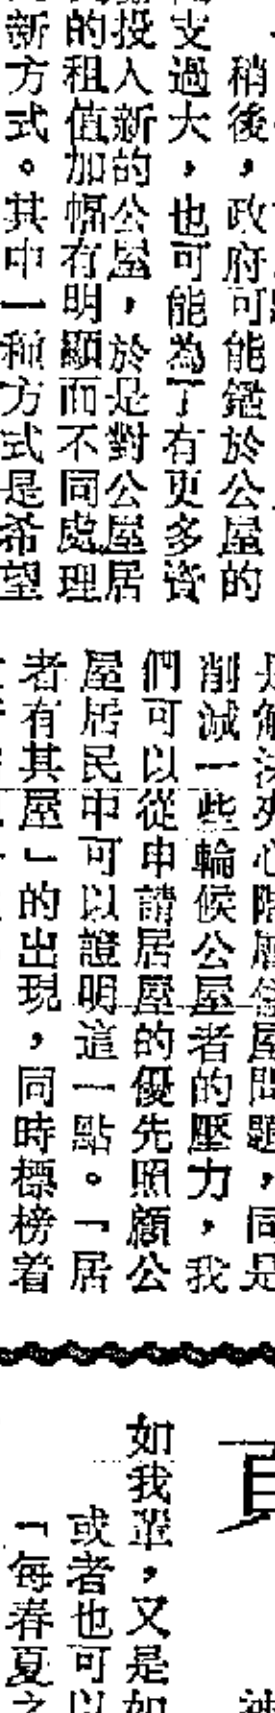 稍後，政府可能鑑於公屋的
支過大，也可能為了有更多資
投入新的公屋，於是對公屋居
的租值加幅有明顯而不同處理
新方式。其中一種方式是希望
屋問題，同是
削減一些輪候公屋者的壓力，我
們可以從申請居屋的優先照顧公
屋居民中可以證明這一點。「居
者有其屋」的出現，同時標榜着
如我輩，又是如
或者也可以
「每春夏之